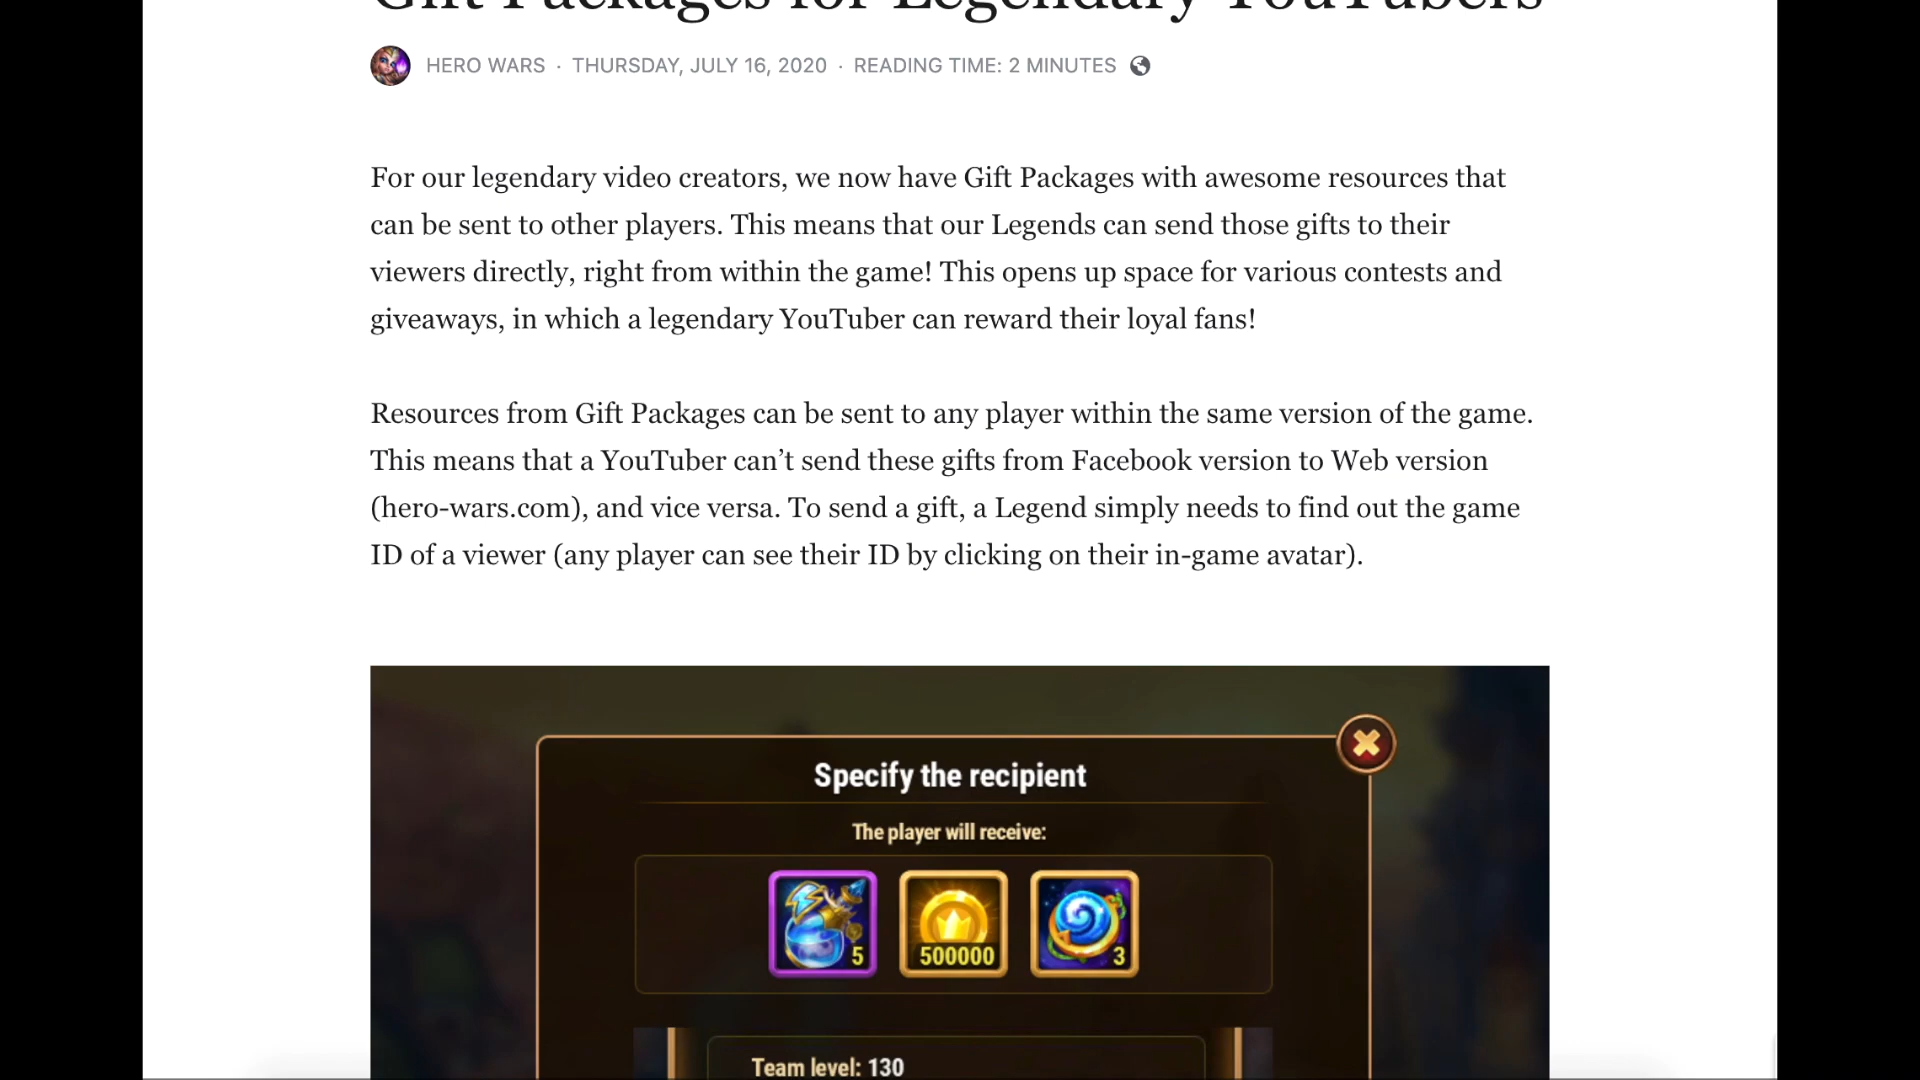 Gift Packages for Legendary YouTubers
HERO WARS · THURSDAY, JULY 16, 2020 · READING TIME: 2 MINUTES
For our legendary video creators, we now have Gift Packages with awesome resources that
can be sent to other players. This means that our Legends can send those gifts to their
viewers directly, right from within the game! This opens up space for various contests and
giveaways, in which a legendary YouTuber can reward their loyal fans!
Resources from Gift Packages can be sent to any player within the same version of the game.
This means that a YouTuber can’t send these gifts from Facebook version to Web version
(hero-wars.com), and vice versa. To send a gift, a Legend simply needs to find out the game
ID of a viewer (any player can see their ID by clicking on their in-game avatar).
Specify the recipient
The player will receive:
5 500000 3
Team level: 130